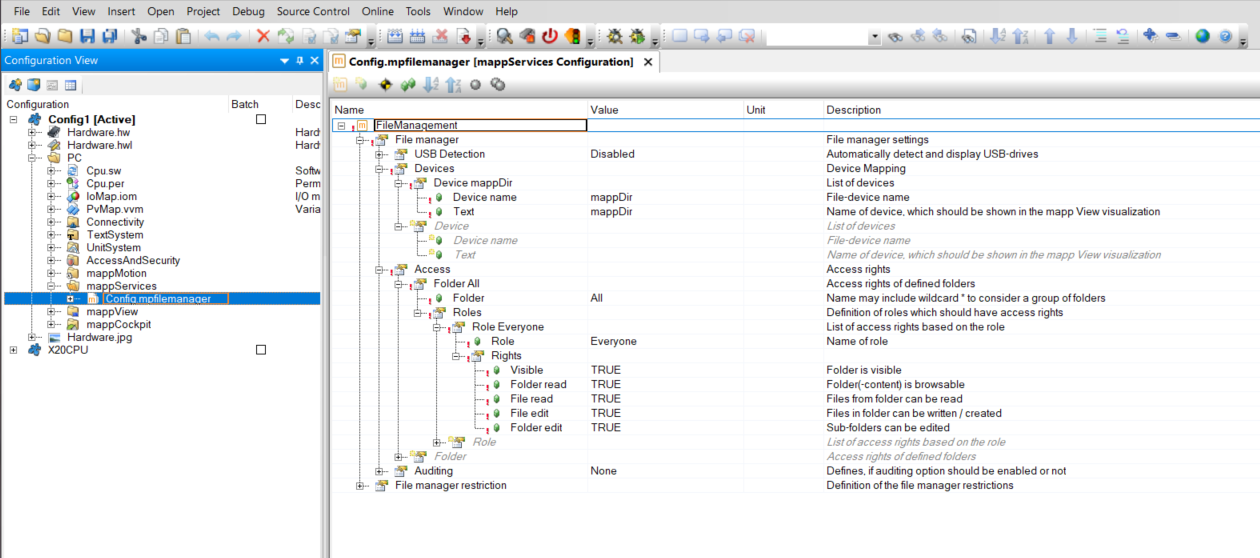 File Edit View Insert Open Project Debug Source Control Online Tools Window Help
Configuration View
Configuration Batch Desc
Config1 [Active]
Hardware.hw Hard
Hardware.hwl Hard
PC
Cpu.sw Softw
Cpu.per Perm
IoMap.iom I/O m
PvMap.vvm Varia
Connectivity
TextSystem
UnitSystem
AccessAndSecurity
mappMotion
mappServices
Config.mpfilemanager
mappView
mappCockpit
Hardware.jpg
X20CPU
Config.mpfilemanager [mappServices Configuration]
Name Value Unit Description
FileManagement
File manager File manager settings
USB Detection Disabled Automatically detect and display USB-drives
Devices Device Mapping
Device mappDir List of devices
Device name mappDir File-device name
Text mappDir Name of device, which should be shown in the mapp View visualization
Device List of devices
Device name File-device name
Text Name of device, which should be shown in the mapp View visualization
Access Access rights
Folder All Access rights of defined folders
Folder All Name may include wildcard * to consider a group of folders
Roles Definition of roles which should have access rights
Role Everyone List of access rights based on the role
Role Everyone Name of role
Rights
Visible TRUE Folder is visible
Folder read TRUE Folder(-content) is browsable
File read TRUE Files from folder can be read
File edit TRUE Files in folder can be written / created
Folder edit TRUE Sub-folders can be edited
Role List of access rights based on the role
Folder Access rights of defined folders
Auditing None Defines, if auditing option should be enabled or not
File manager restriction Definition of the file manager restrictions